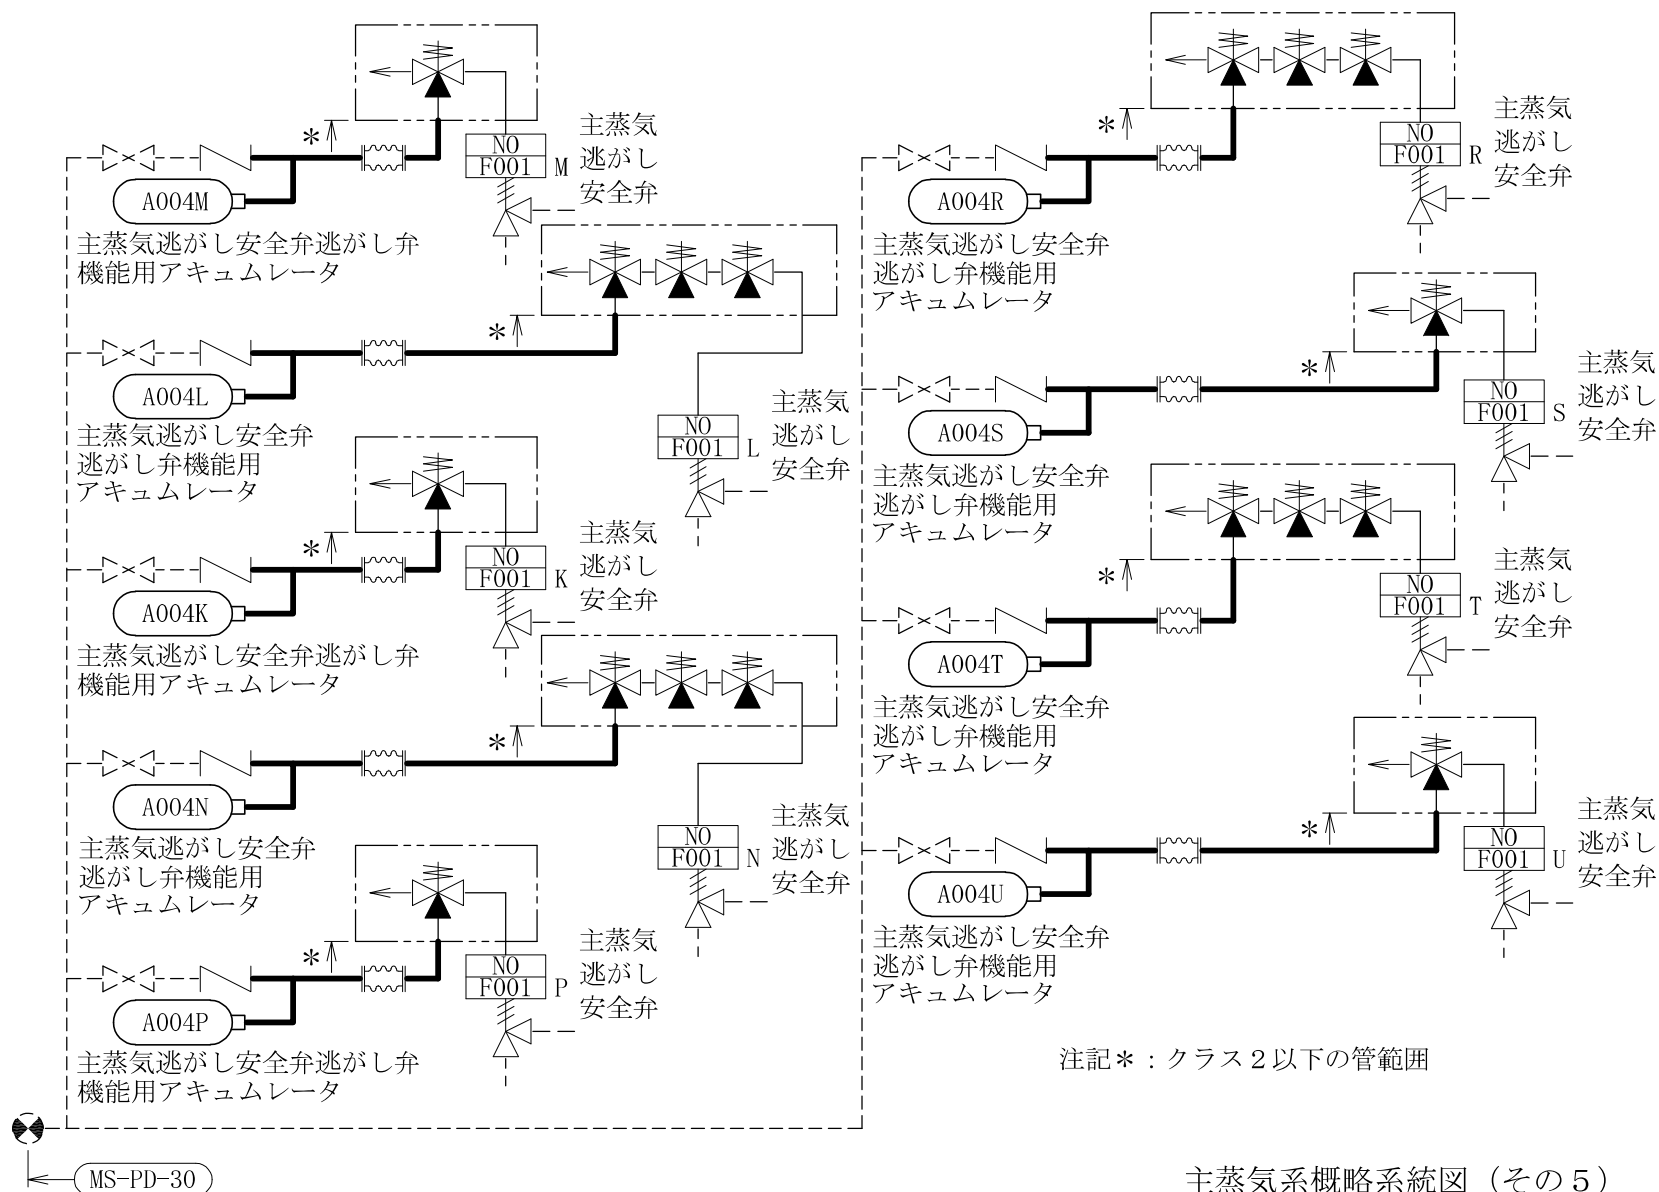 *
NO
F001
M
主蒸気
逃がし
安全弁
A004M
主蒸気逃がし安全弁逃がし弁
機能用アキュムレータ
*
A004L
主蒸気逃がし安全弁
逃がし弁機能用
アキュムレータ
NO
F001
L
主蒸気
逃がし
安全弁
*
NO
F001
K
主蒸気
逃がし
安全弁
A004K
主蒸気逃がし安全弁逃がし弁
機能用アキュムレータ
*
A004N
主蒸気逃がし安全弁
逃がし弁機能用
アキュムレータ
NO
F001
N
主蒸気
逃がし
安全弁
*
NO
F001
P
主蒸気
逃がし
安全弁
A004P
主蒸気逃がし安全弁逃がし弁
機能用アキュムレータ
MS-PD-30
*
NO
F001
R
主蒸気
逃がし
安全弁
A004R
主蒸気逃がし安全弁
逃がし弁機能用
アキュムレータ
*
NO
F001
S
主蒸気
逃がし
安全弁
A004S
主蒸気逃がし安全弁
逃がし弁機能用
アキュムレータ
*
NO
F001
T
主蒸気
逃がし
安全弁
A004T
主蒸気逃がし安全弁
逃がし弁機能用
アキュムレータ
*
NO
F001
U
主蒸気
逃がし
安全弁
A004U
主蒸気逃がし安全弁
逃がし弁機能用
アキュムレータ
注記＊：クラス２以下の管範囲
主蒸気系概略系統図（その５）